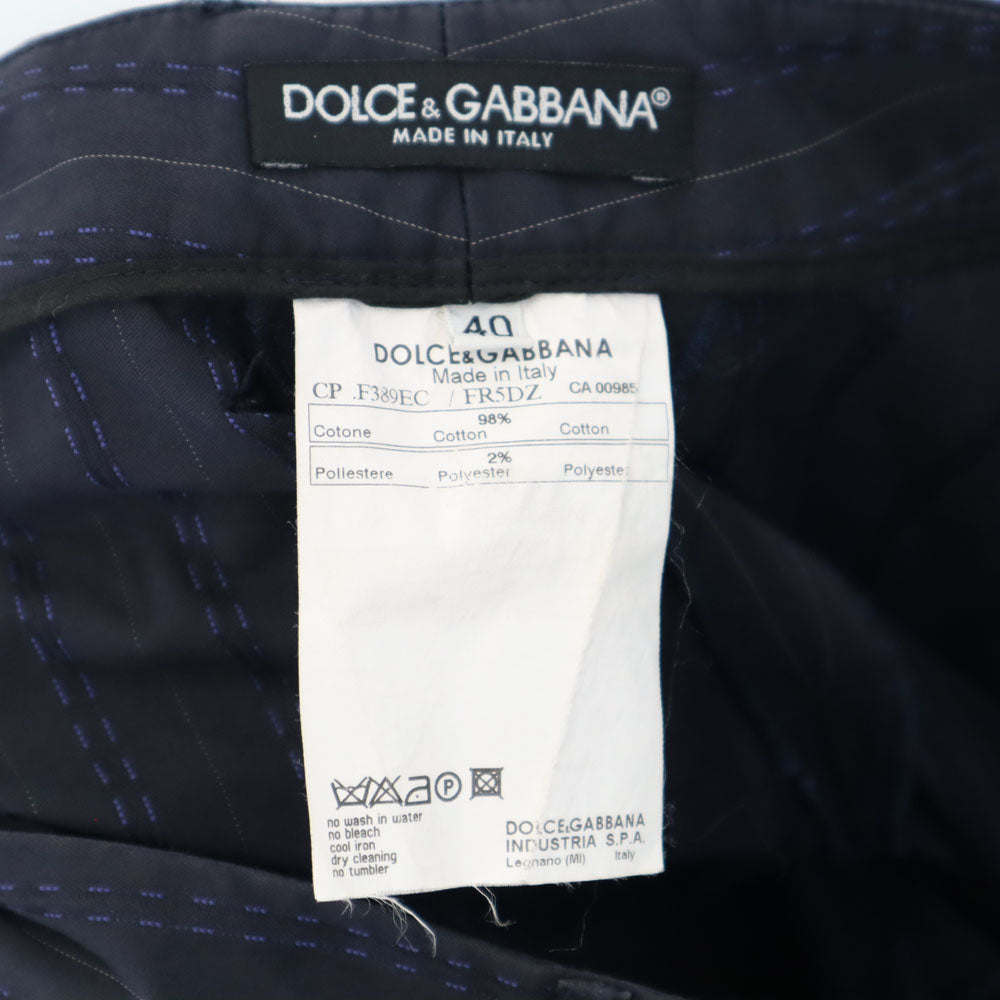 DOLCE & GABBANA®
MADE IN ITALY
40
DOLCE&GABBANA
Made in Italy
CP .F389EC / FR5DZ CA 00985
98%
Cotone Cotton Cotton
2%
Poliestere Polyester Polyester
P
no wash in water
no bleach
cool iron
dry cleaning
no tumbler
DOLCE&GABBANA
INDUSTRIA S.P.A.
Legnano (MI) Italy